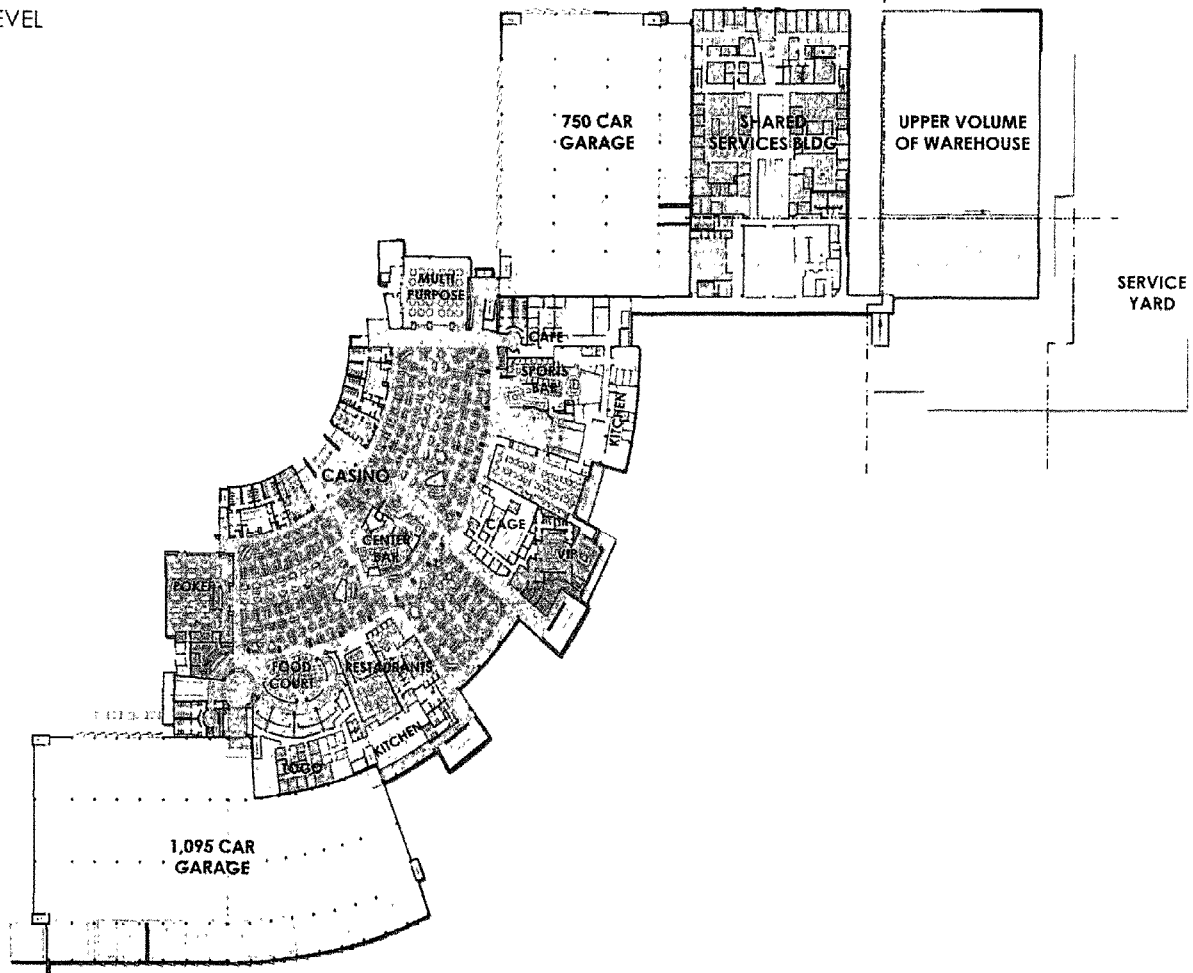 EVEL
750 CAR
GARAGE
SHARED
SERVICES BLDG
UPPER VOLUME
OF WAREHOUSE
SERVICE
YARD
MULTI
PURPOSE
CAFE
SPORTS
BAR
KITCHEN
CASINO
CAGE
CENTER
BAR
VIP
POKER
FOOD
COURT
RESTAURANTS
KITCHEN
TOGO
1,095 CAR
GARAGE